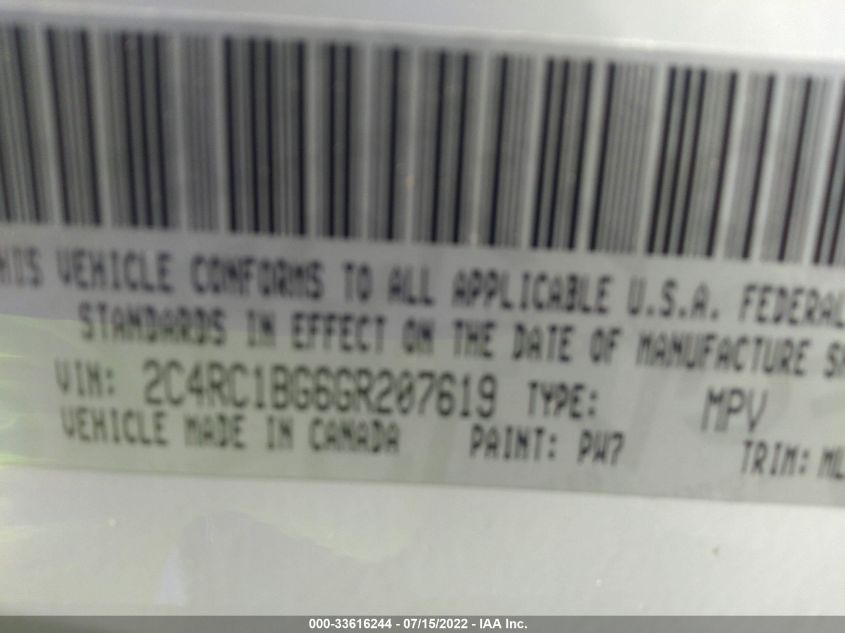 HIS VEHICLE CONFORMS TO ALL APPLICABLE U.S.A. FEDERAL
STANDARDS IN EFFECT ON THE DATE OF MANUFACTURE S
VIN: 2C4RC1BG6GR207619 TYPE: MPV
VEHICLE MADE IN CANADA PAINT: PW7 TRIM: ML
000-33616244 - 07/15/2022 - IAA Inc.